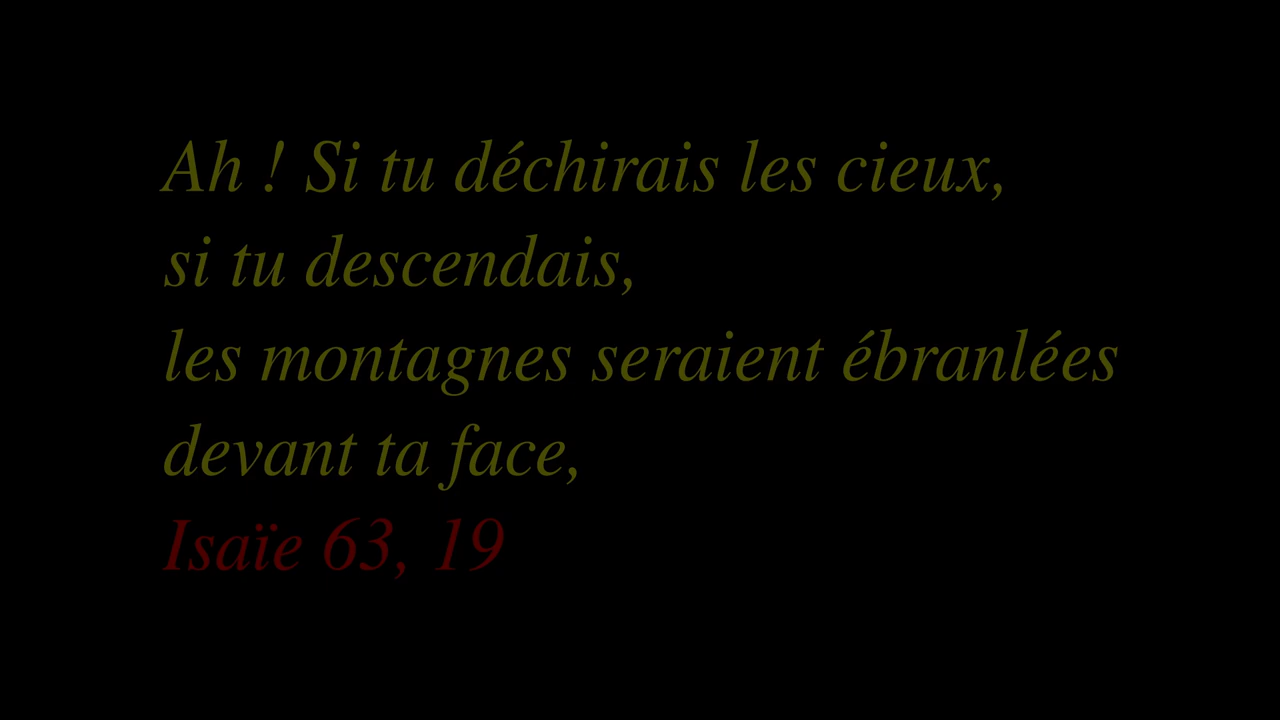 Ah ! Si tu déchirais les cieux,
si tu descendais,
les montagnes seraient ébranlées
devant ta face,
Isaïe 63, 19